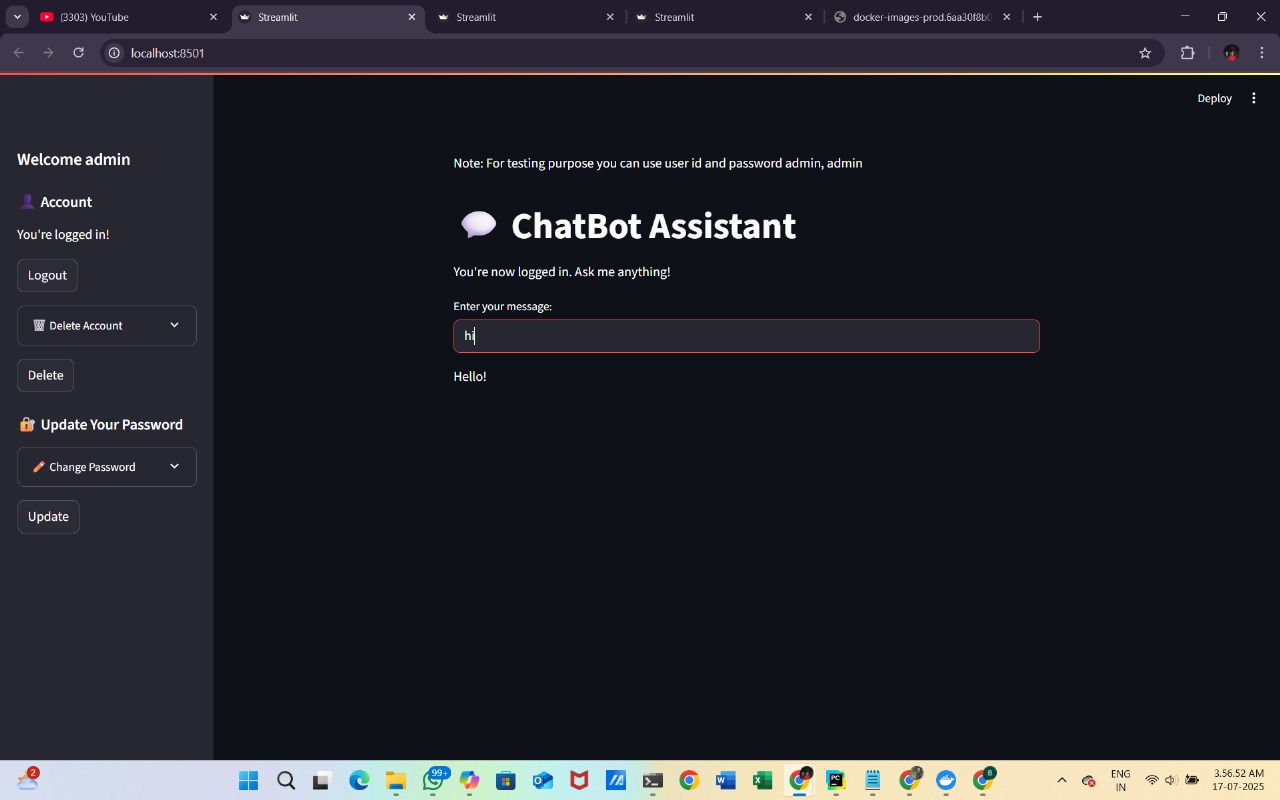 (3303) YouTube
Streamlit
Streamlit
Streamlit
docker-images-prod.6aa30f8b0
localhost:8501
Deploy
Welcome admin
Account
You're logged in!
Logout
Delete Account
Delete
Update Your Password
Change Password
Update
Note: For testing purpose you can use user id and password admin, admin
ChatBot Assistant
You're now logged in. Ask me anything!
Enter your message:
hi
Hello!
2
99+
PC
8
ENG
IN
3.56.52 AM
17-07-2025